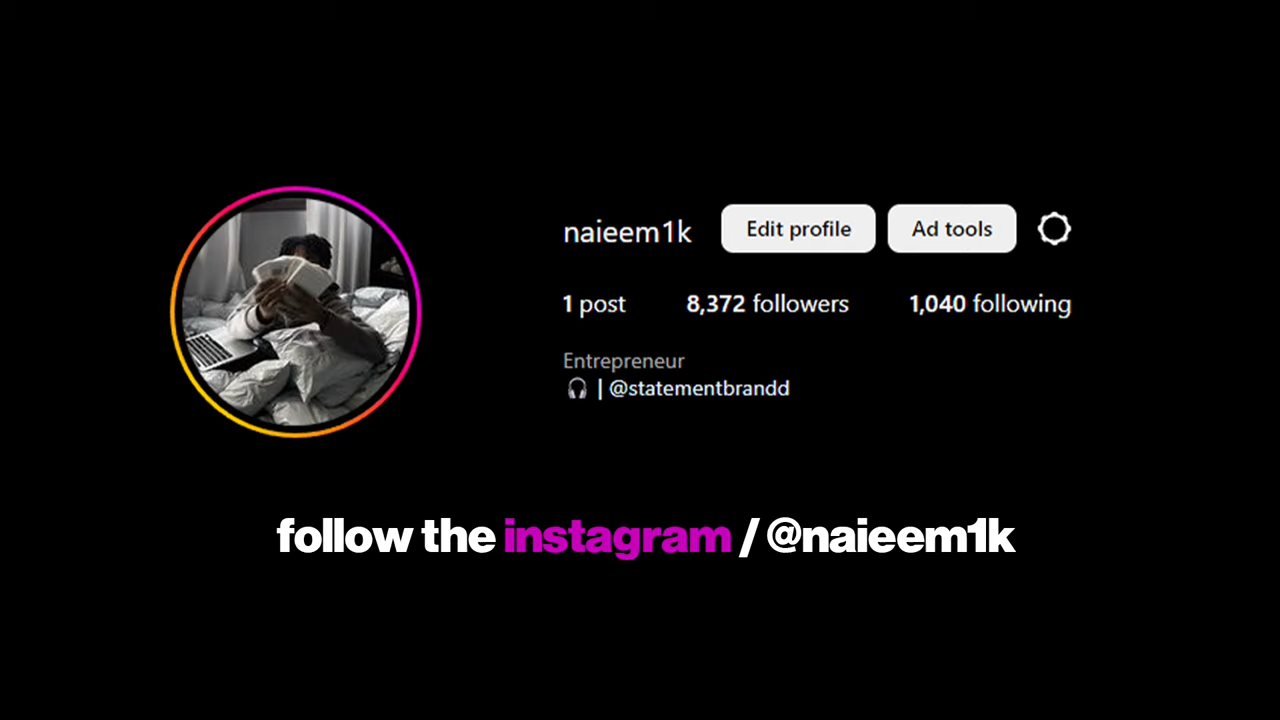 naieem1k Edit profile Ad tools
1 post 8,372 followers 1,040 following
Entrepreneur
🎧 | @statementbrandd
follow the instagram / @naieem1k